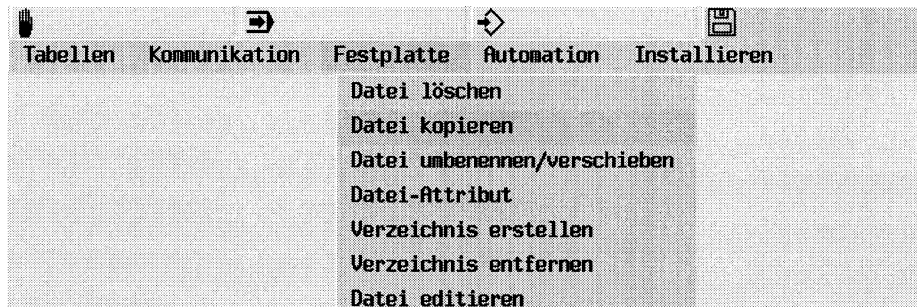 Tabellen Kommunikation Festplatte Automation Installieren
Datei löschen
Datei kopieren
Datei umbenennen/verschieben
Datei-Attribut
Verzeichnis erstellen
Verzeichnis entfernen
Datei editieren